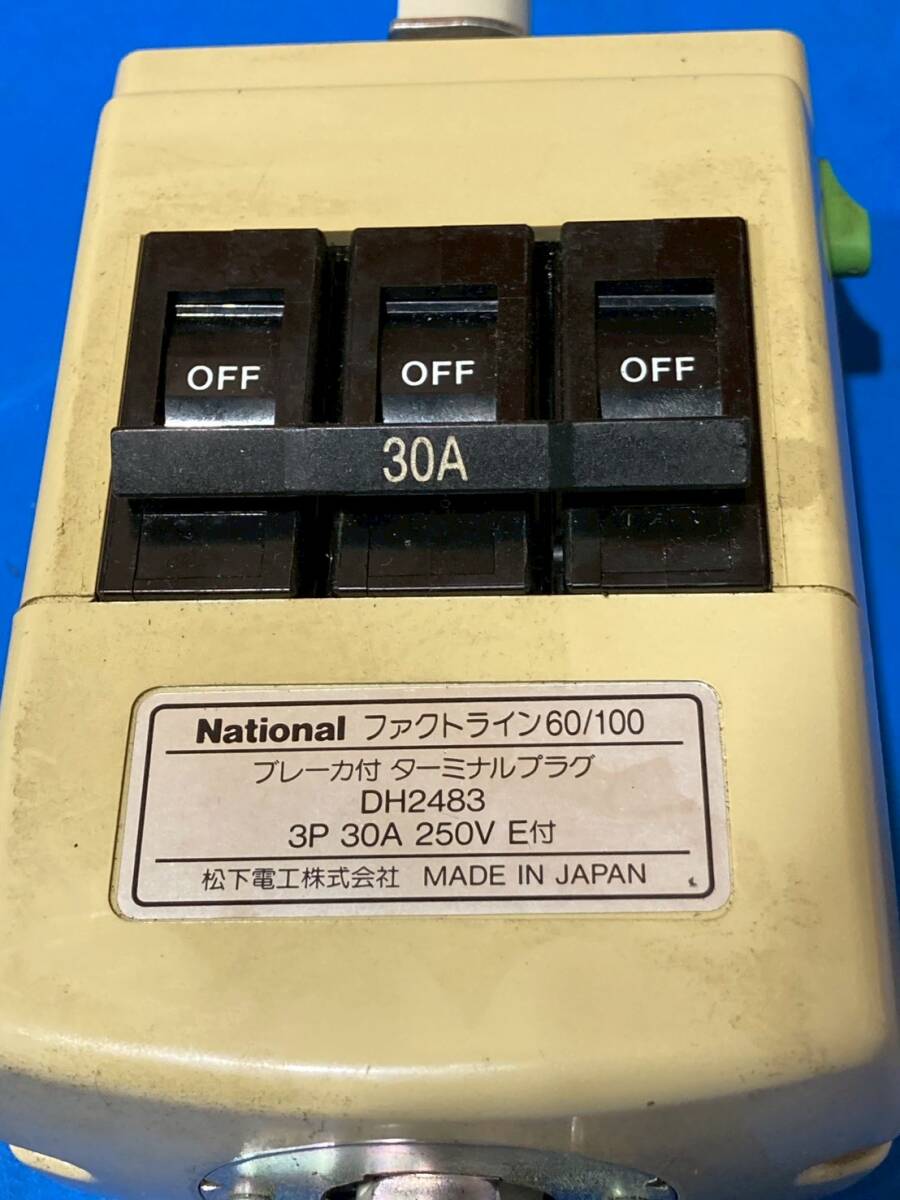 OFF OFF OFF
30A
National ファクトライン60/100
ブレーカ付 ターミナルプラグ
DH2483
3P 30A 250V E付
松下電工株式会社 MADE IN JAPAN